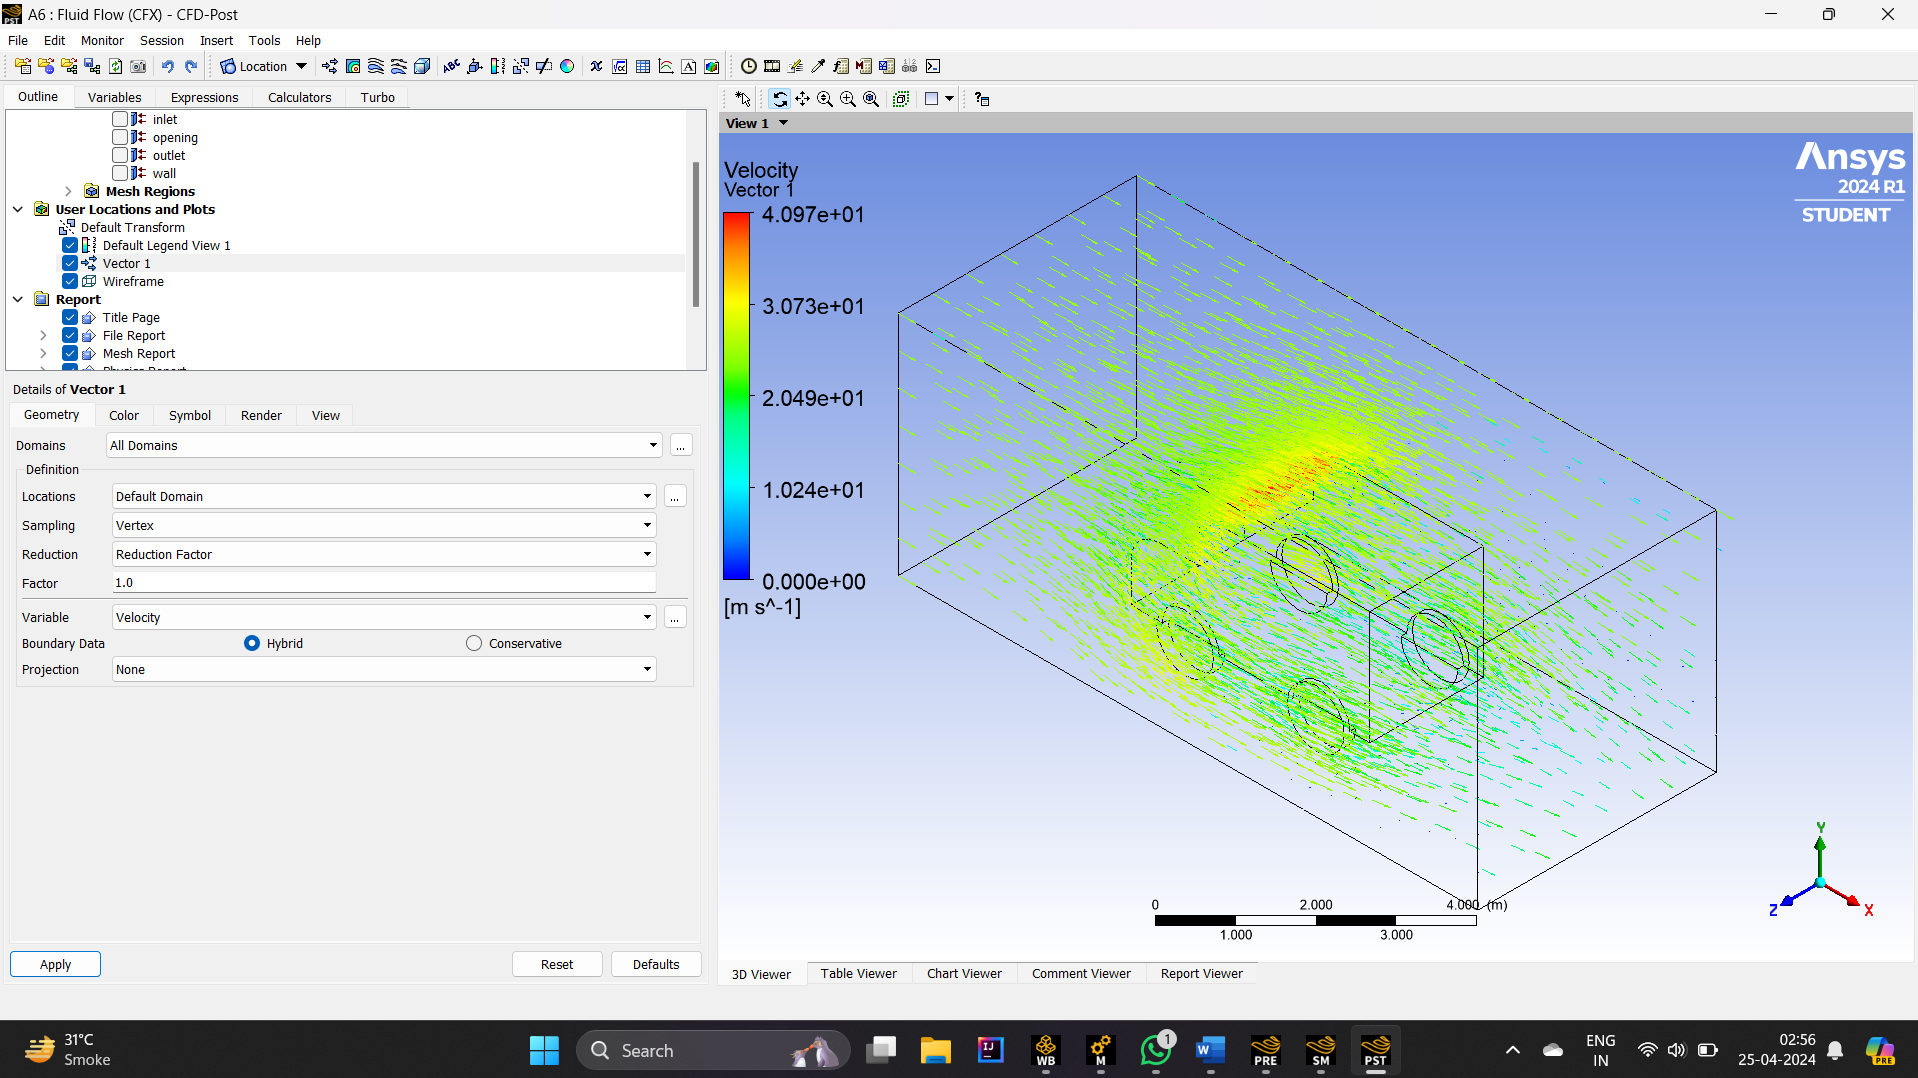 A6 : Fluid Flow (CFX) - CFD-Post
File Edit Monitor Session Insert Tools Help
Location
Outline Variables Expressions Calculators Turbo
inlet
opening
outlet
wall
Mesh Regions
User Locations and Plots
Default Transform
Default Legend View 1
Vector 1
Wireframe
Report
Title Page
File Report
Mesh Report
Details of Vector 1
Geometry Color Symbol Render View
Domains All Domains ...
Definition
Locations Default Domain ...
Sampling Vertex
Reduction Reduction Factor
Factor 1.0
Variable Velocity ...
Boundary Data Hybrid Conservative
Projection None
Apply Reset Defaults
View 1
Velocity
Vector 1
4.097e+01
3.073e+01
2.049e+01
1.024e+01
0.000e+00
[m s^-1]
Ansys
2024 R1
STUDENT
0 2.000 4.000 (m)
1.000 3.000
Y
Z X
3D Viewer Table Viewer Chart Viewer Comment Viewer Report Viewer
31°C
Smoke
Search
WB
M
1
PRE
SM
PST
ENG
IN
02:56
25-04-2024
PRE